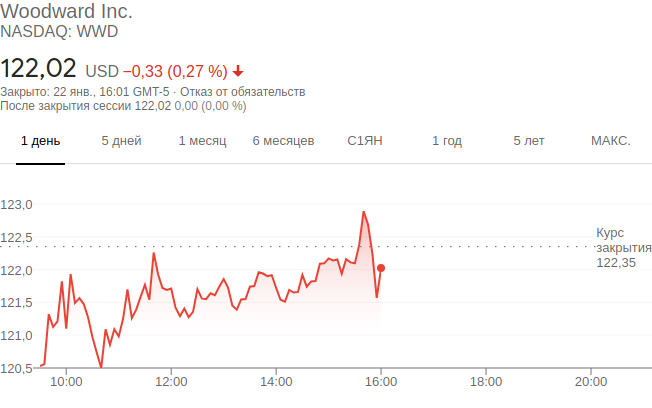 Woodward Inc.
NASDAQ: WWD
122,02 USD −0,33 (0,27 %) ↓
Закрыто: 22 янв., 16:01 GMT-5 · Отказ от обязательств
После закрытия сессии 122,02 0,00 (0,00 %)
1 день 5 дней 1 месяц 6 месяцев С1ЯН 1 год 5 лет МАКС.
123,0
122,5
122,0
121,5
121,0
120,5
Курс
закрытия
122,35
10:00 12:00 14:00 16:00 18:00 20:00